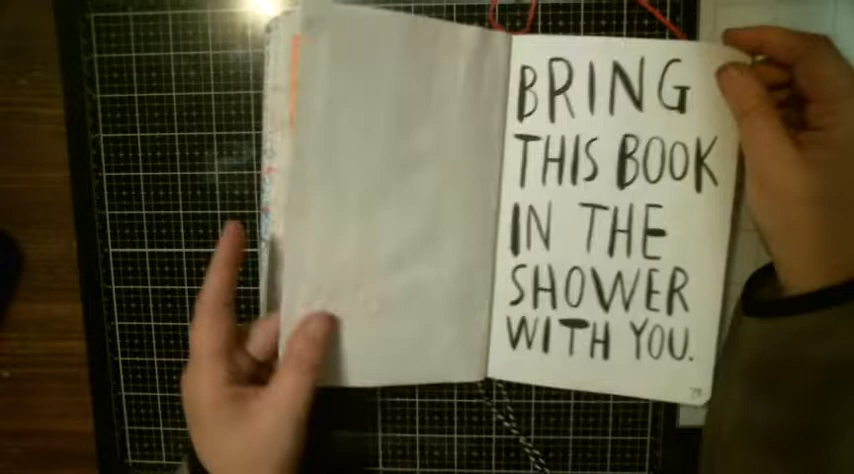 BRING
THIS BOOK
IN THE
SHOWER
WITH YOU.